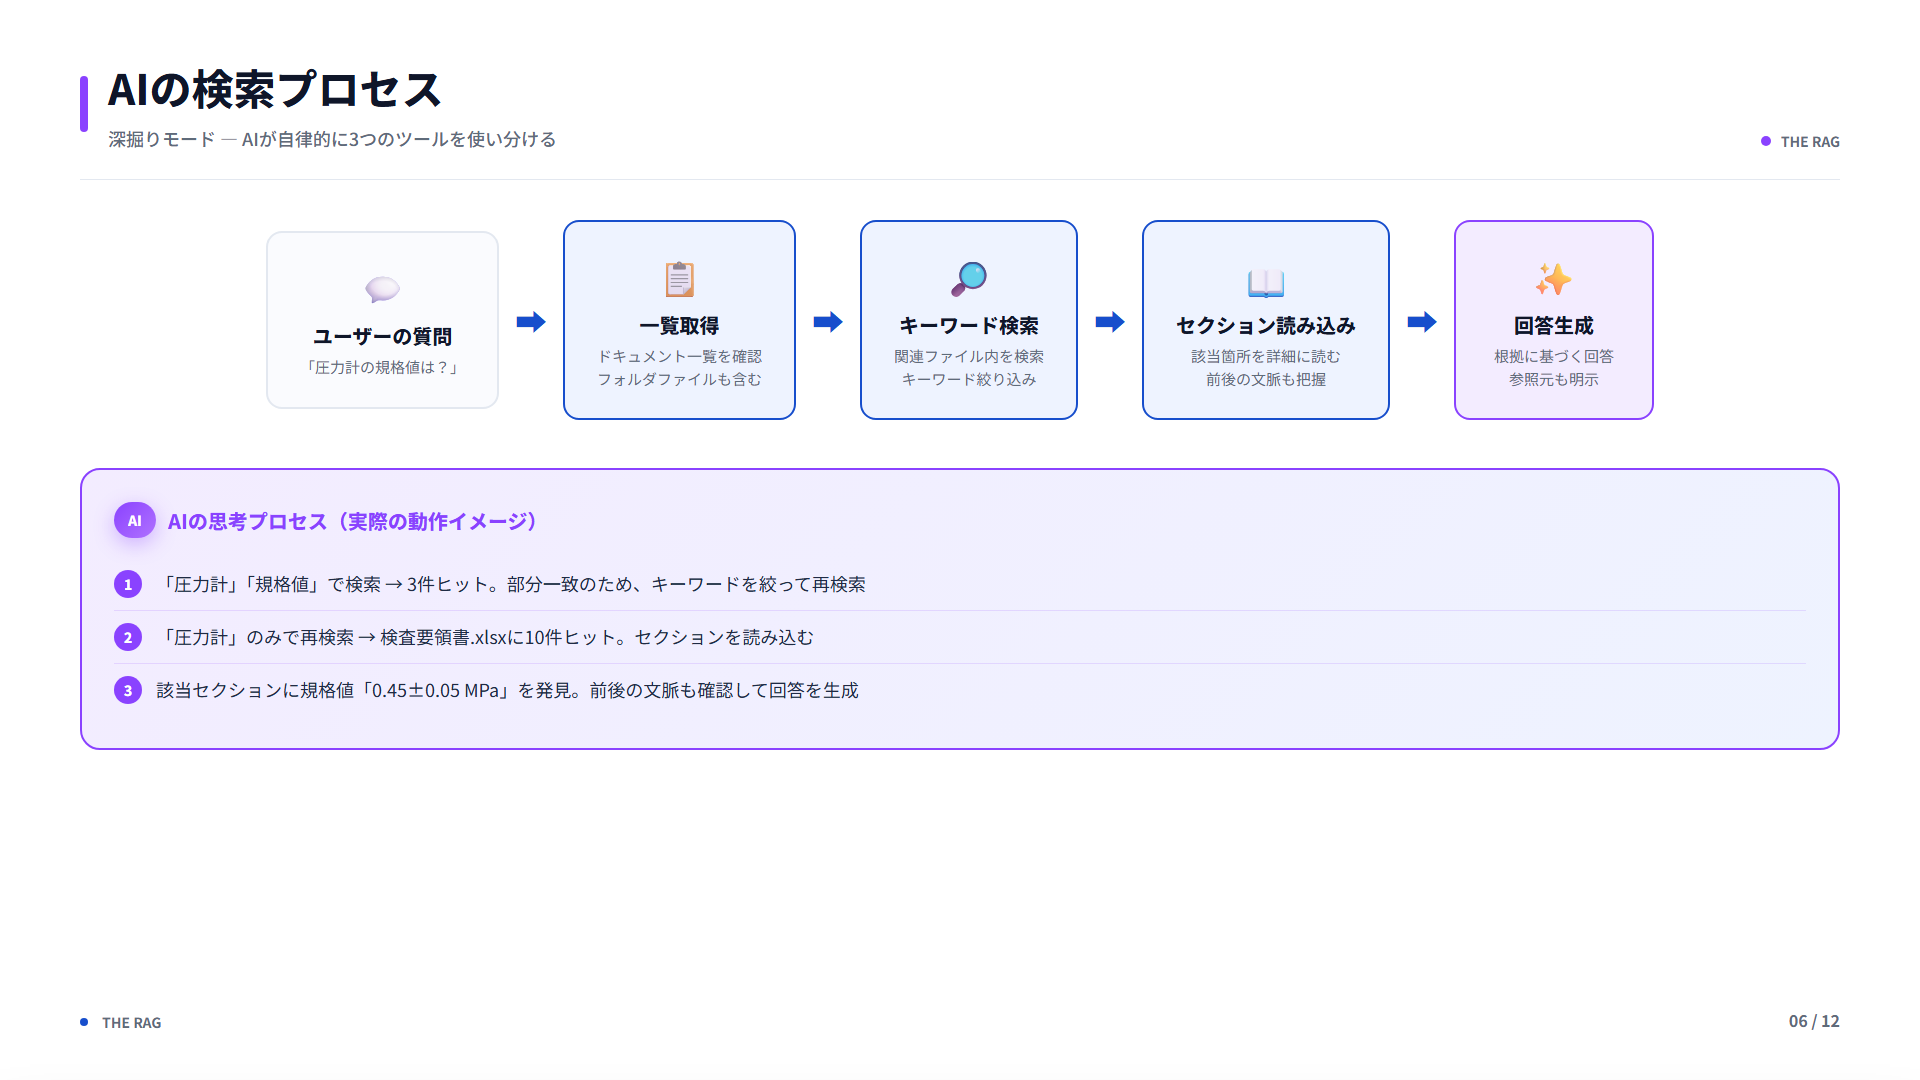 AIの検索プロセス
深掘りモード — AIが自律的に3つのツールを使い分ける
THE RAG
ユーザーの質問
「圧力計の規格値は？」
一覧取得
ドキュメント一覧を確認
フォルダファイルも含む
キーワード検索
関連ファイル内を検索
キーワード絞り込み
セクション読み込み
該当箇所を詳細に読む
前後の文脈も把握
回答生成
根拠に基づく回答
参照元も明示
AI AIの思考プロセス（実際の動作イメージ）
1 「圧力計」「規格値」で検索 → 3件ヒット。部分一致のため、キーワードを絞って再検索
2 「圧力計」のみで再検索 → 検査要領書.xlsxに10件ヒット。セクションを読み込む
3 該当セクションに規格値「0.45±0.05 MPa」を発見。前後の文脈も確認して回答を生成
THE RAG
06 / 12